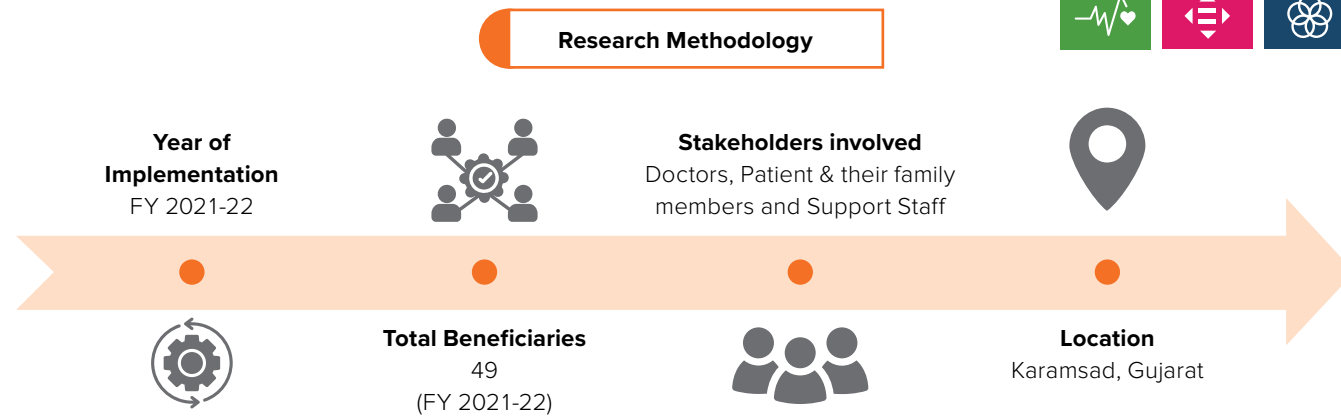 Research Methodology
Year of
Implementation
FY 2021-22
Stakeholders involved
Doctors, Patient & their family
members and Support Staff
Total Beneficiaries
49
(FY 2021-22)
Location
Karamsad, Gujarat